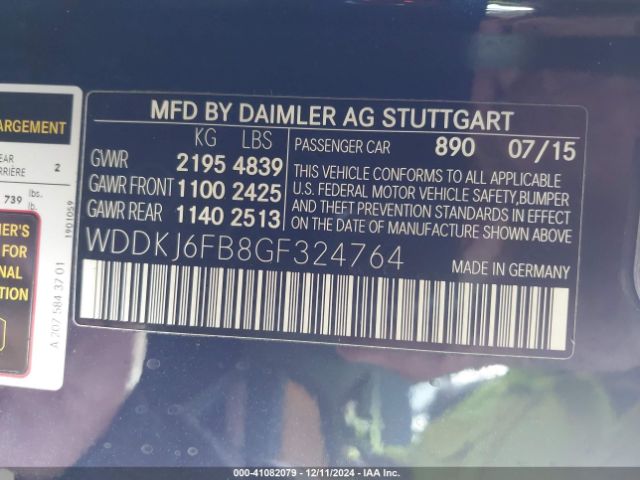 MFD BY DAIMLER AG STUTTGART
KG LBS
GVWR 2195 4839
GAWR FRONT 1100 2425
GAWR REAR 1140 2513
PASSENGER CAR 890 07/15
THIS VEHICLE CONFORMS TO ALL APPLICABLE
U.S. FEDERAL MOTOR VEHICLE SAFETY,BUMPER
AND THEFT PREVENTION STANDARDS IN EFFECT
ON THE DATE OF MANUFACTURE SHOWN ABOVE.
WDDKJ6FB8GF324764
MADE IN GERMANY
ARGEMENT
EAR 2
RRIÈRE
739 lbs.
lb.
1901059
ER'S
FOR
NAL
TION
A 207 584 37 01
000-41082079 - 12/11/2024 - IAA Inc.